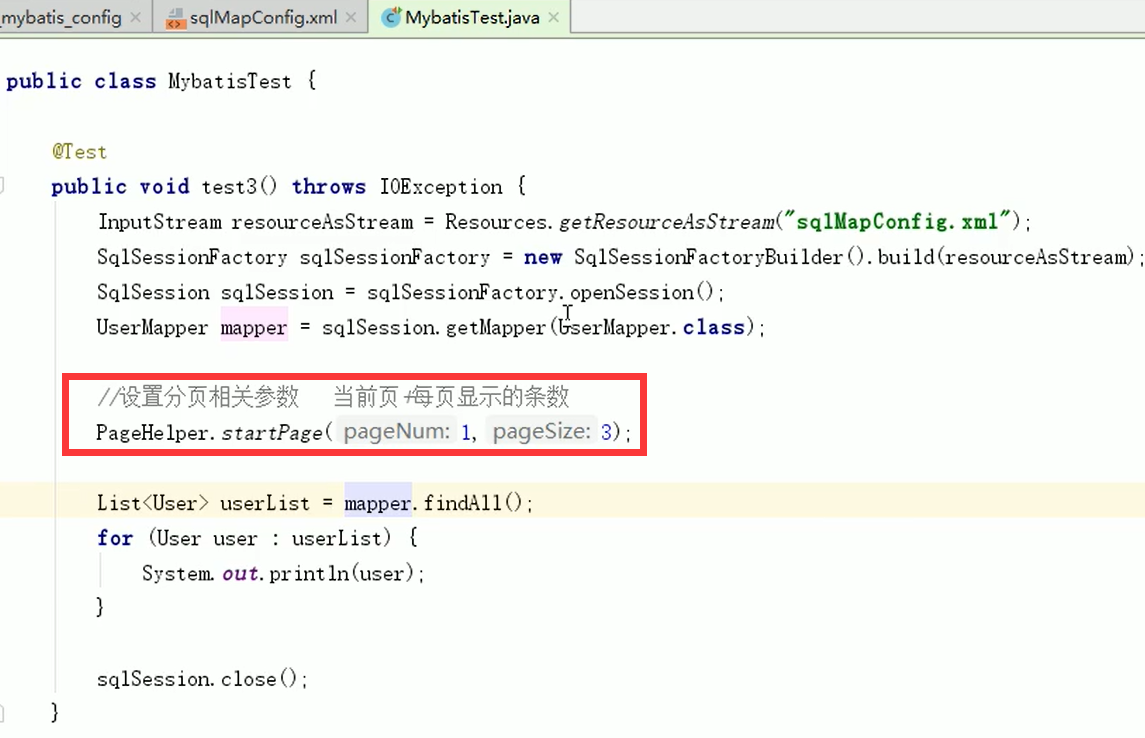 mybatis_config
sqlMapConfig.xml
MybatisTest.java
public class MybatisTest {
@Test
public void test3() throws IOException {
InputStream resourceAsStream = Resources.getResourceAsStream("sqlMapConfig.xml");
SqlSessionFactory sqlSessionFactory = new SqlSessionFactoryBuilder().build(resourceAsStream);
SqlSession sqlSession = sqlSessionFactory.openSession();
UserMapper mapper = sqlSession.getMapper(UserMapper.class);
//设置分页相关参数 当前页+每页显示的条数
PageHelper.startPage( pageNum: 1, pageSize: 3);
List<User> userList = mapper.findAll();
for (User user : userList) {
System.out.println(user);
}
sqlSession.close();
}